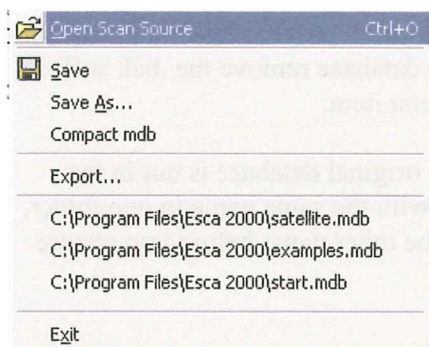 Open Scan Source Ctrl+O
Save
Save As...
Compact mdb
Export...
C:\Program Files\Esca 2000\satellite.mdb
C:\Program Files\Esca 2000\examples.mdb
C:\Program Files\Esca 2000\start.mdb
Exit